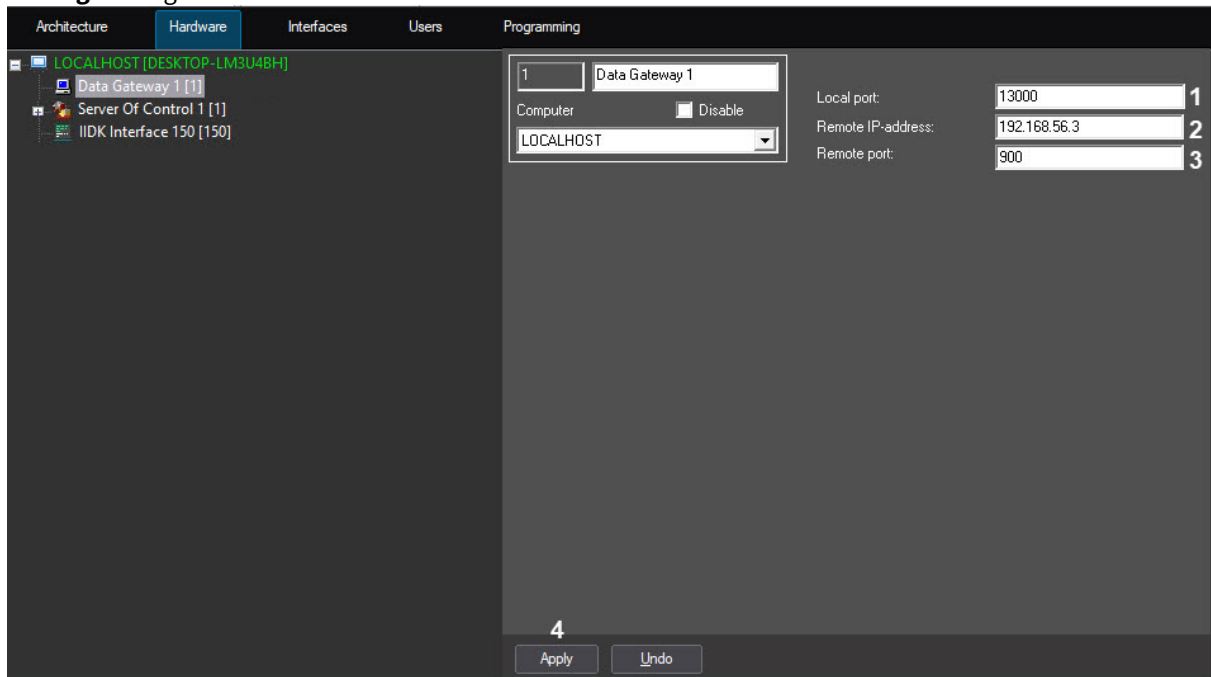 Architecture Hardware Interfaces Users Programming
LOCALHOST [DESKTOP-LM3U4BH]
Data Gateway 1 [1]
Server Of Control 1 [1]
IIDK Interface 150 [150]
1 Data Gateway 1
Computer Disable
LOCALHOST
Local port: 13000 1
Remote IP-address: 192.168.56.3 2
Remote port: 900 3
4
Apply Undo